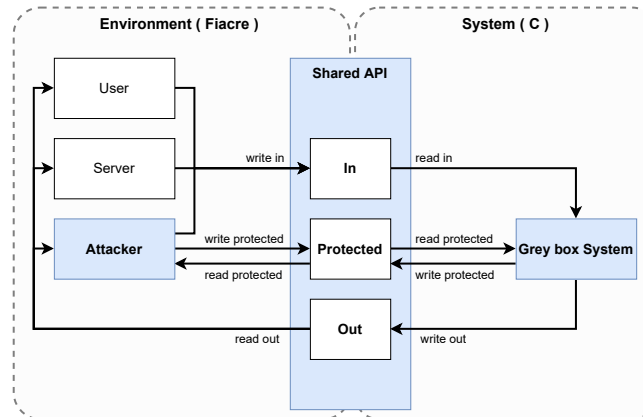 Environment ( Fiacre )
System ( C )
Shared API
User
Server
write in
In
read in
Attacker
write protected
read protected
Protected
read protected
write protected
Grey box System
read out
Out
write out